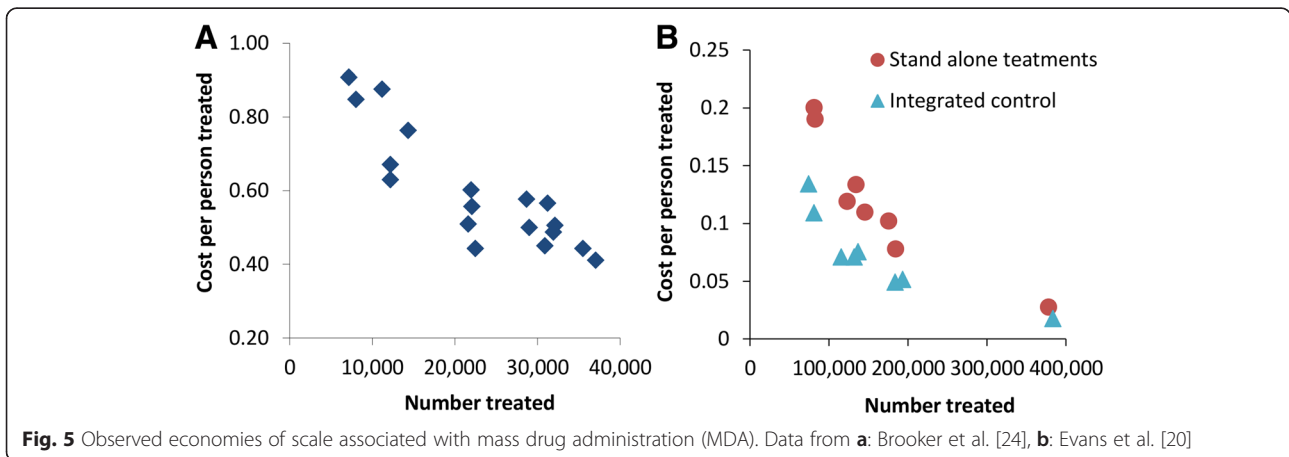 A
1.00
0.80
0.60
0.40
0.20
Cost per person treated
0
10,000
20,000
30,000
40,000
Number treated
B
0.25
0.2
0.15
0.1
0.05
0
Cost per person treated
Stand alone teatments
Integrated control
0
100,000
200,000
300,000
400,000
Number treated
Fig. 5 Observed economies of scale associated with mass drug administration (MDA). Data from a: Brooker et al. [24], b: Evans et al. [20]